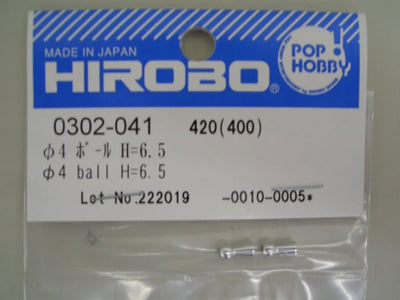 MADE IN JAPAN
HIROBO®
POP!
HOBBY
0302-041 420(400)
φ4 ボール H=6.5
φ4 ball H=6.5
Lot No.222019 -0010-0005*